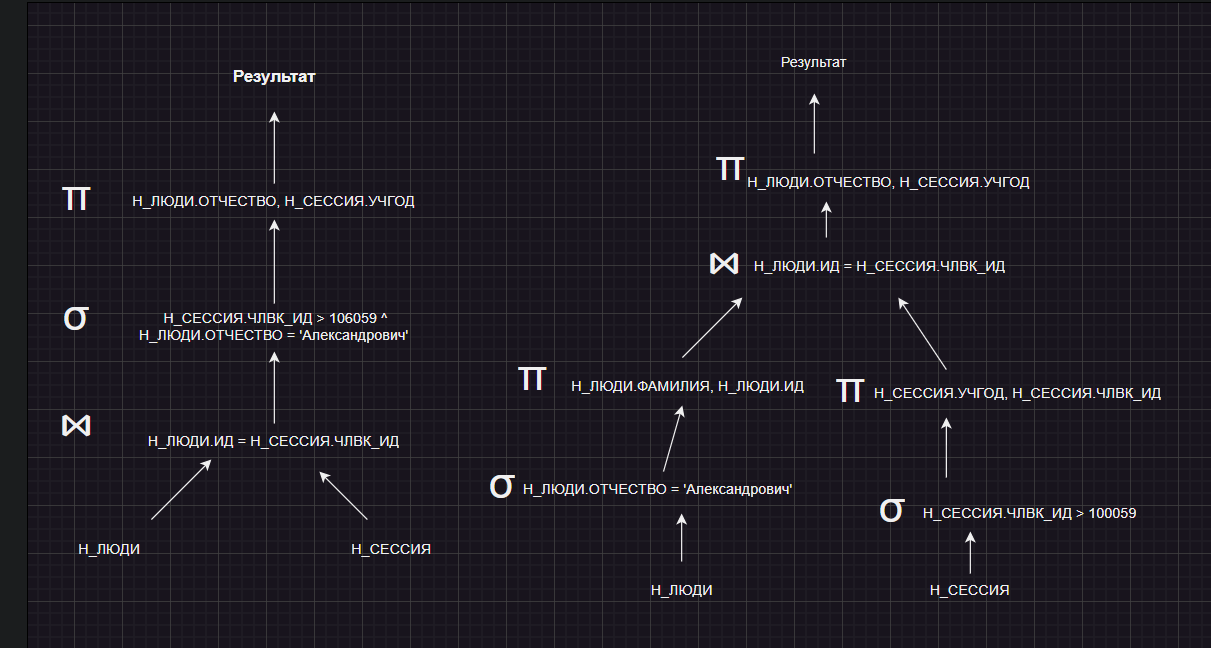 Результат
π
Н_ЛЮДИ.ОТЧЕСТВО, Н_СЕССИЯ.УЧГОД
σ
Н_СЕССИЯ.ЧЛВК_ИД > 106059 ^
Н_ЛЮДИ.ОТЧЕСТВО = 'Александрович'
⋈
Н_ЛЮДИ.ИД = Н_СЕССИЯ.ЧЛВК_ИД
Н_ЛЮДИ
Н_СЕССИЯ
Результат
π
Н_ЛЮДИ.ОТЧЕСТВО, Н_СЕССИЯ.УЧГОД
⋈
Н_ЛЮДИ.ИД = Н_СЕССИЯ.ЧЛВК_ИД
π
Н_ЛЮДИ.ФАМИЛИЯ, Н_ЛЮДИ.ИД
π
Н_СЕССИЯ.УЧГОД, Н_СЕССИЯ.ЧЛВК_ИД
σ
Н_ЛЮДИ.ОТЧЕСТВО = 'Александрович'
σ
Н_СЕССИЯ.ЧЛВК_ИД > 100059
Н_ЛЮДИ
Н_СЕССИЯ